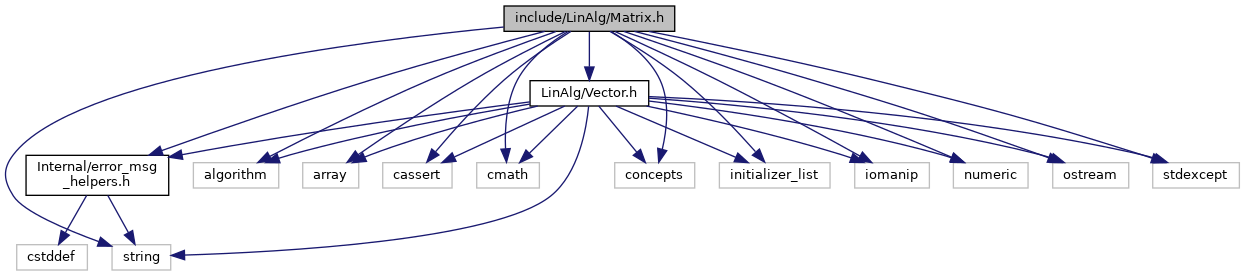 include/LinAlg/Matrix.h
LinAlg/Vector.h
Internal/error_msg
_helpers.h
algorithm
array
cassert
cmath
concepts
initializer_list
iomanip
numeric
ostream
stdexcept
cstddef
string